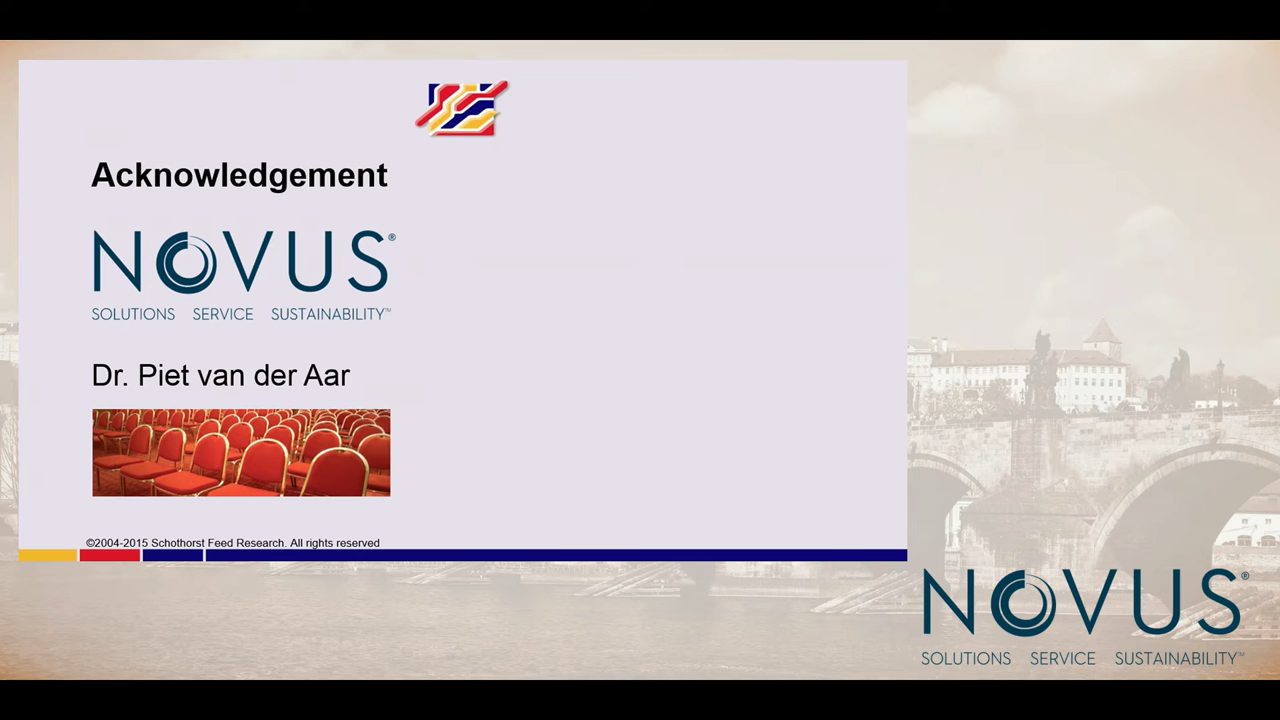 Acknowledgement
NOVUS®
SOLUTIONS SERVICE SUSTAINABILITY™
Dr. Piet van der Aar
©2004-2015 Schothorst Feed Research. All rights reserved
NOVUS®
SOLUTIONS SERVICE SUSTAINABILITY™